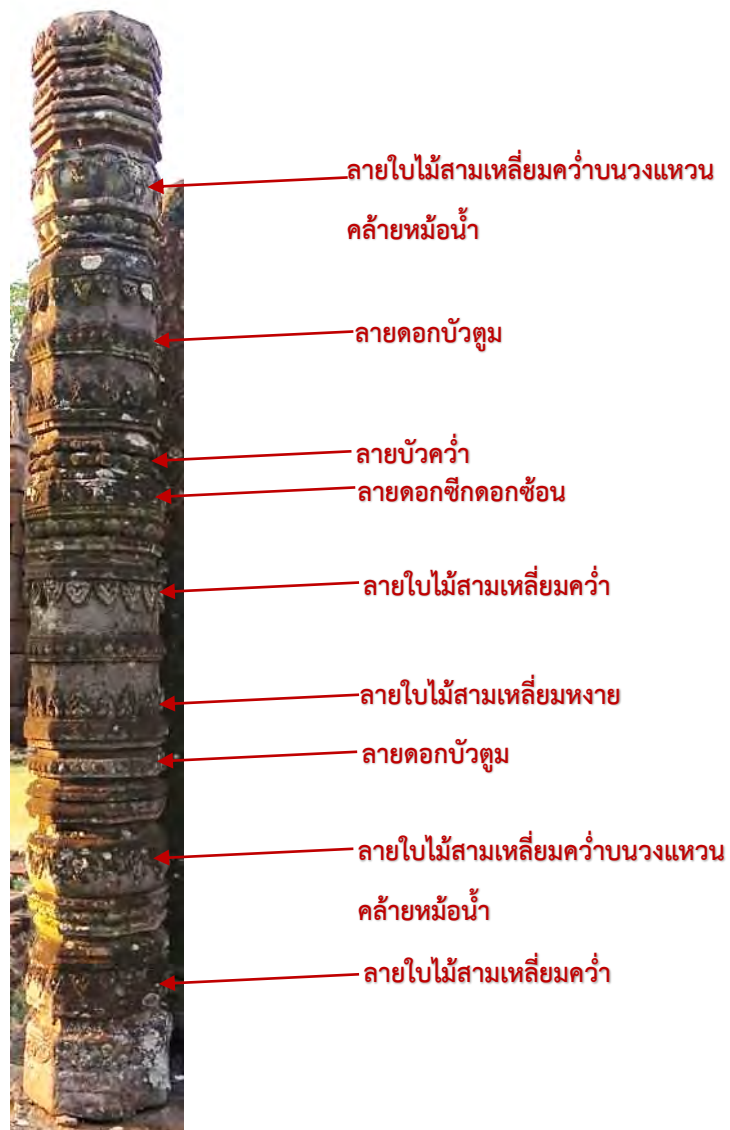 ลายใบไม้สามเหลี่ยมคว่ำบนวงแหวน
คล้ายหม้อน้ำ
ลายดอกบัวตูม
ลายบัวคว่ำ
ลายดอกซีกดอกซ้อน
ลายใบไม้สามเหลี่ยมคว่ำ
ลายใบไม้สามเหลี่ยมหงาย
ลายดอกบัวตูม
ลายใบไม้สามเหลี่ยมคว่ำบนวงแหวน
คล้ายหม้อน้ำ
ลายใบไม้สามเหลี่ยมคว่ำ